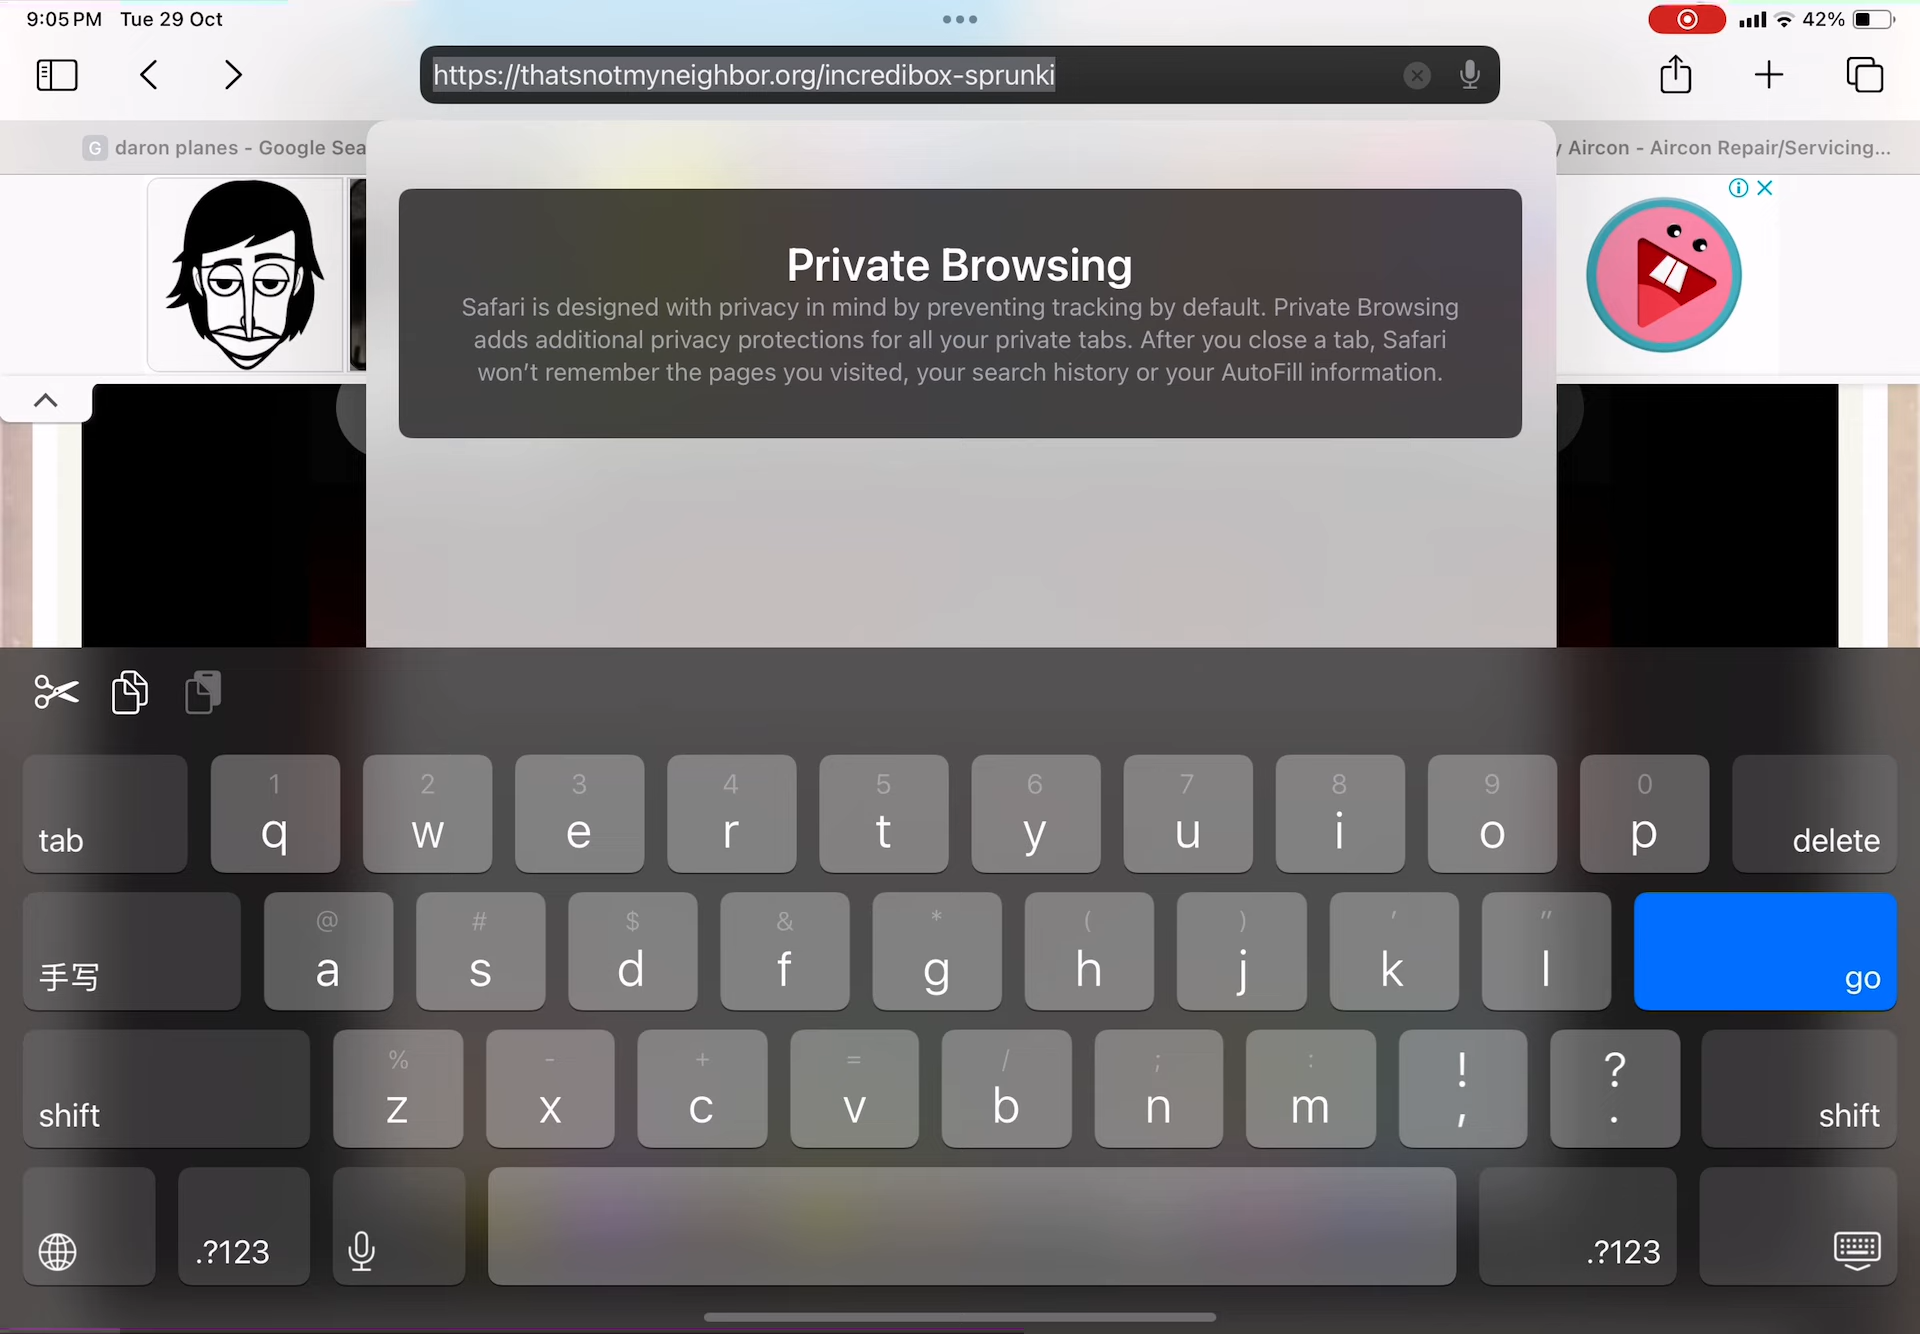 9:05 PM Tue 29 Oct
42%
https://thatsnotmyneighbor.org/incredibox-sprunki
G daron planes - Google Sea
y Aircon - Aircon Repair/Servicing...
Private Browsing
Safari is designed with privacy in mind by preventing tracking by default. Private Browsing
adds additional privacy protections for all your private tabs. After you close a tab, Safari
won’t remember the pages you visited, your search history or your AutoFill information.
1 2 3 4 5 6 7 8 9 0
tab q w e r t y u i o p delete
@ # $ & * ( ) ' "
手写 a s d f g h j k l go
% - + = / ; : ! ?
shift z x c v b n m , . shift
.?123 .?123